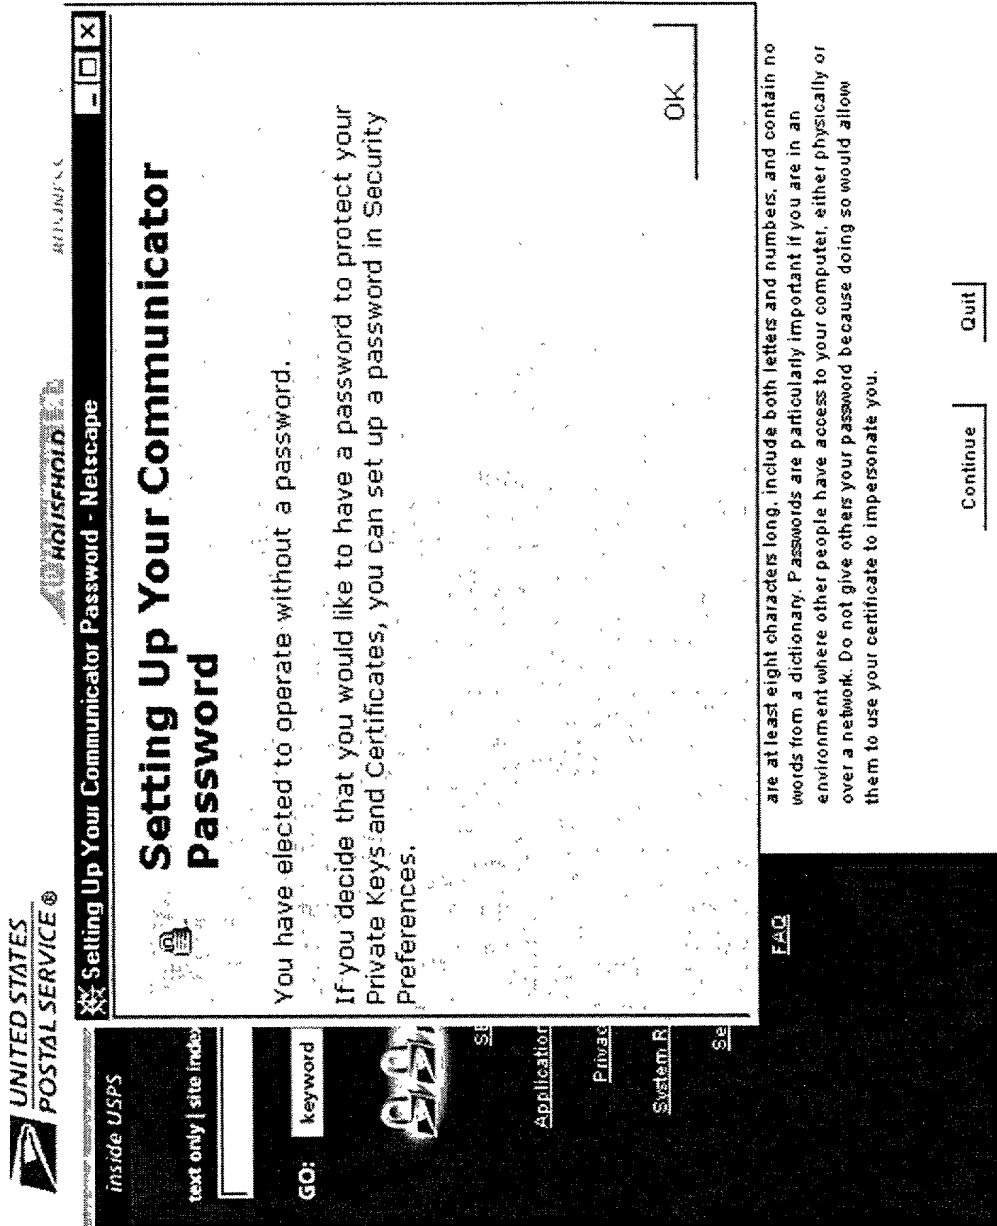 UNITED STATES
POSTAL SERVICE ®
HOUSEHOLD
Setting Up Your Communicator Password - Netscape
Setting Up Your Communicator
Password
You have elected to operate without a password.
If you decide that you would like to have a password to protect your
Private Keys and Certificates, you can set up a password in Security
Preferences.
OK
inside USPS
text only | site index
GO:
keyword
Application
Privac
System R
Se
FAQ
are at least eight characters long, include both letters and numbers, and contain no
words from a dictionary. Passwords are particularly important if you are in an
environment where other people have access to your computer, either physically or
over a network. Do not give others your password because doing so would allow
them to use your certificate to impersonate you.
Continue
Quit